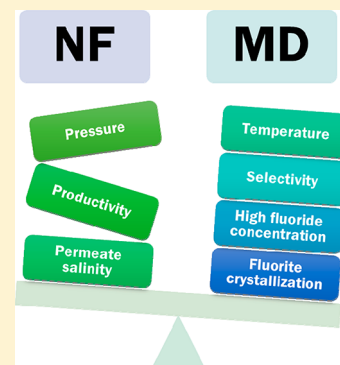 NF
MD
Pressure
Productivity
Permeate
salinity
Temperature
Selectivity
High fluoride
concentration
Fluorite
crystallization